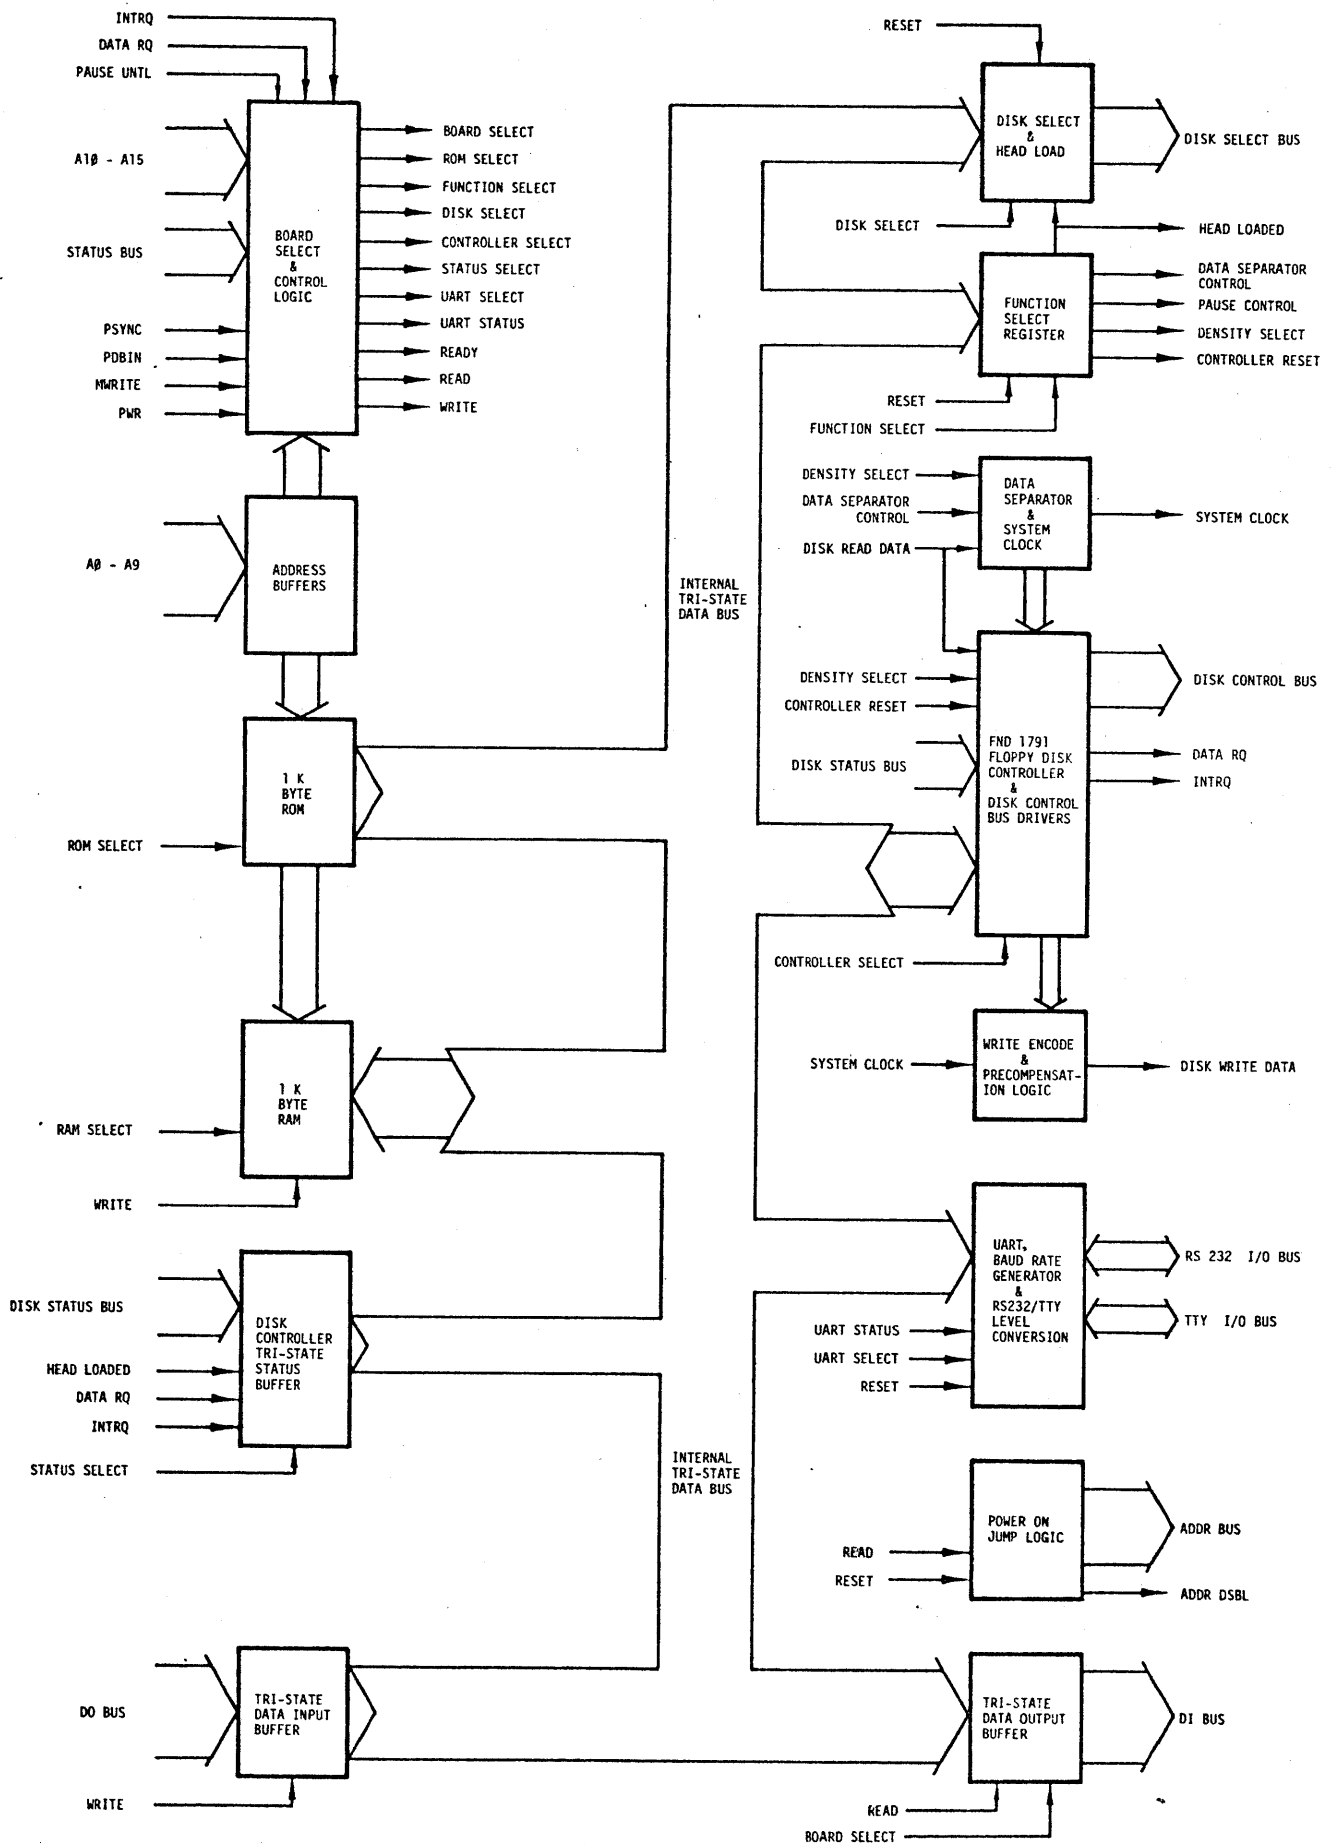 INTRQ
DATA RQ
PAUSE UNTL
A1Ø - A15
STATUS BUS
PSYNC
PDBIN
MWRITE
PWR
BOARD
SELECT
&
CONTROL
LOGIC
BOARD SELECT
ROM SELECT
FUNCTION SELECT
DISK SELECT
CONTROLLER SELECT
STATUS SELECT
UART SELECT
UART STATUS
READY
READ
WRITE
AØ - A9
ADDRESS
BUFFERS
1 K
BYTE
ROM
ROM SELECT
1 K
BYTE
RAM
RAM SELECT
WRITE
DISK STATUS BUS
HEAD LOADED
DATA RQ
INTRQ
STATUS SELECT
DISK
CONTROLLER
TRI-STATE
STATUS
BUFFER
DO BUS
TRI-STATE
DATA INPUT
BUFFER
WRITE
INTERNAL
TRI-STATE
DATA BUS
INTERNAL
TRI-STATE
DATA BUS
RESET
DISK SELECT
&
HEAD LOAD
DISK SELECT BUS
DISK SELECT
HEAD LOADED
FUNCTION
SELECT
REGISTER
DATA SEPARATOR
CONTROL
PAUSE CONTROL
DENSITY SELECT
CONTROLLER RESET
RESET
FUNCTION SELECT
DENSITY SELECT
DATA SEPARATOR
CONTROL
DISK READ DATA
DATA
SEPARATOR
&
SYSTEM
CLOCK
SYSTEM CLOCK
DENSITY SELECT
CONTROLLER RESET
DISK STATUS BUS
FND 1791
FLOPPY DISK
CONTROLLER
&
DISK CONTROL
BUS DRIVERS
DISK CONTROL BUS
DATA RQ
INTRQ
CONTROLLER SELECT
SYSTEM CLOCK
WRITE ENCODE
&
PRECOMPENSAT-
ION LOGIC
DISK WRITE DATA
UART,
BAUD RATE
GENERATOR
&
RS232/TTY
LEVEL
CONVERSION
RS 232 I/O BUS
TTY I/O BUS
UART STATUS
UART SELECT
RESET
POWER ON
JUMP LOGIC
READ
RESET
ADDR BUS
ADDR DSBL
TRI-STATE
DATA OUTPUT
BUFFER
DI BUS
READ
BOARD SELECT